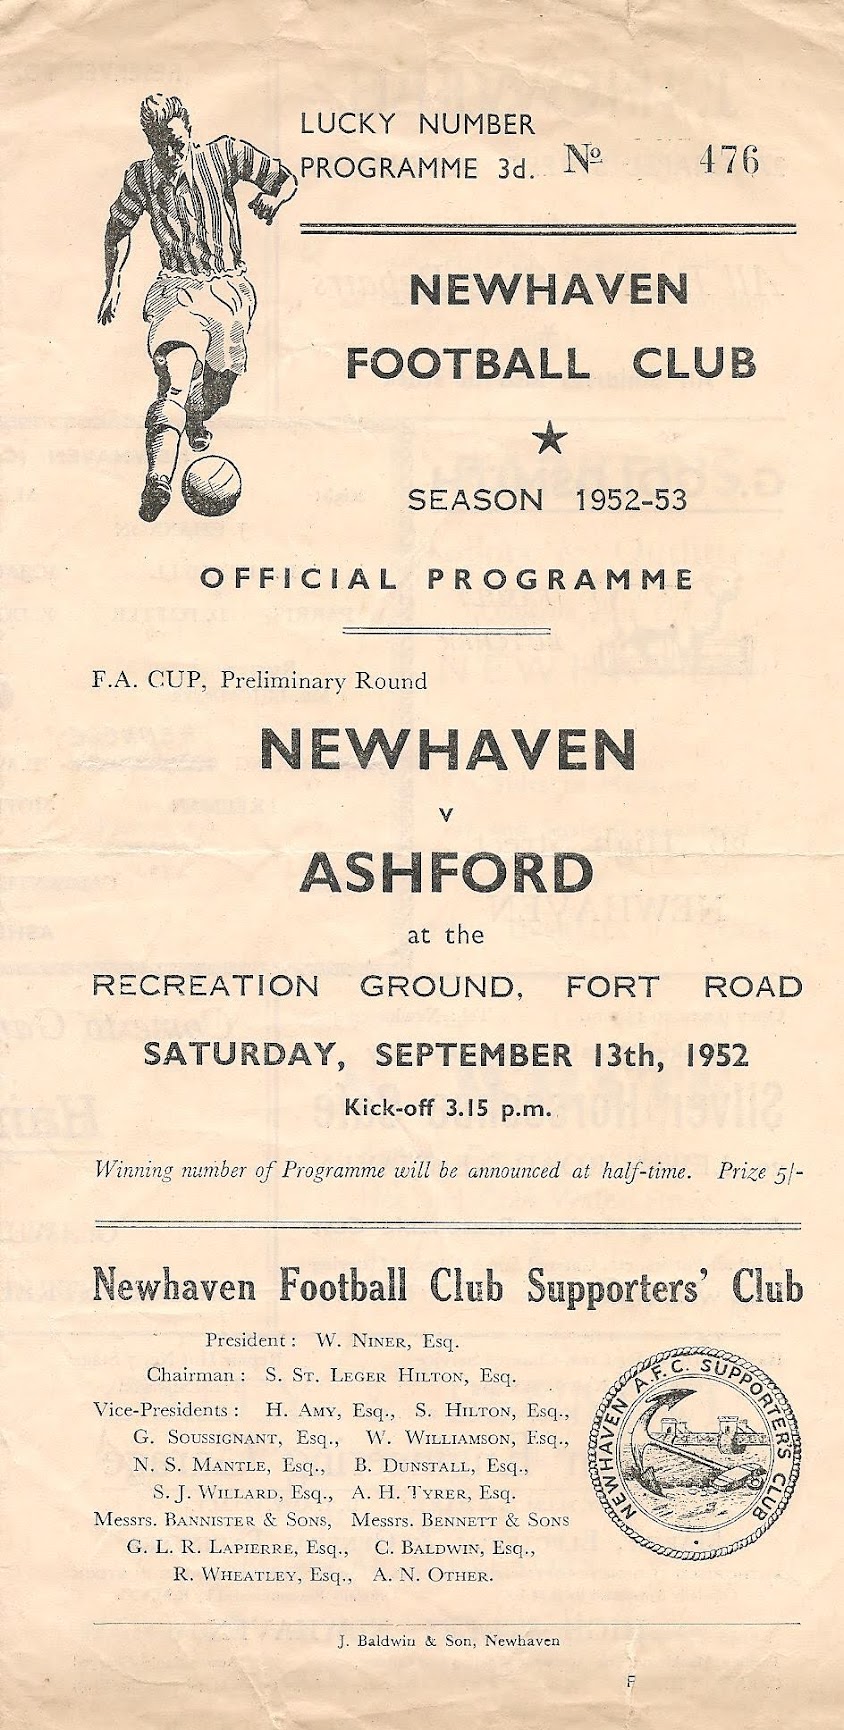 LUCKY NUMBER
PROGRAMME 3d. Nº 476
NEWHAVEN
FOOTBALL CLUB
★
SEASON 1952-53
OFFICIAL PROGRAMME
F.A. CUP, Preliminary Round
NEWHAVEN
v
ASHFORD
at the
RECREATION GROUND, FORT ROAD
SATURDAY, SEPTEMBER 13th, 1952
Kick-off 3.15 p.m.
Winning number of Programme will be announced at half-time. Prize 5/-
Newhaven Football Club Supporters' Club
President: W. NINER, Esq.
Chairman: S. ST. LEGER HILTON, Esq.
Vice-Presidents: H. AMY, Esq., S. HILTON, Esq.,
G. SOUSSIGNANT, Esq., W. WILLIAMSON, Esq.,
N. S. MANTLE, Esq., B. DUNSTALL, Esq.,
S. J. WILLARD, Esq., A. H. TYRER, Esq.
Messrs. BANNISTER & SONS, Messrs. BENNETT & SONS
G. L. R. LAPIERRE, Esq., C. BALDWIN, Esq.,
R. WHEATLEY, Esq., A. N. OTHER.
NEWHAVEN A.F.C. SUPPORTER'S CLUB
J. Baldwin & Son, Newhaven